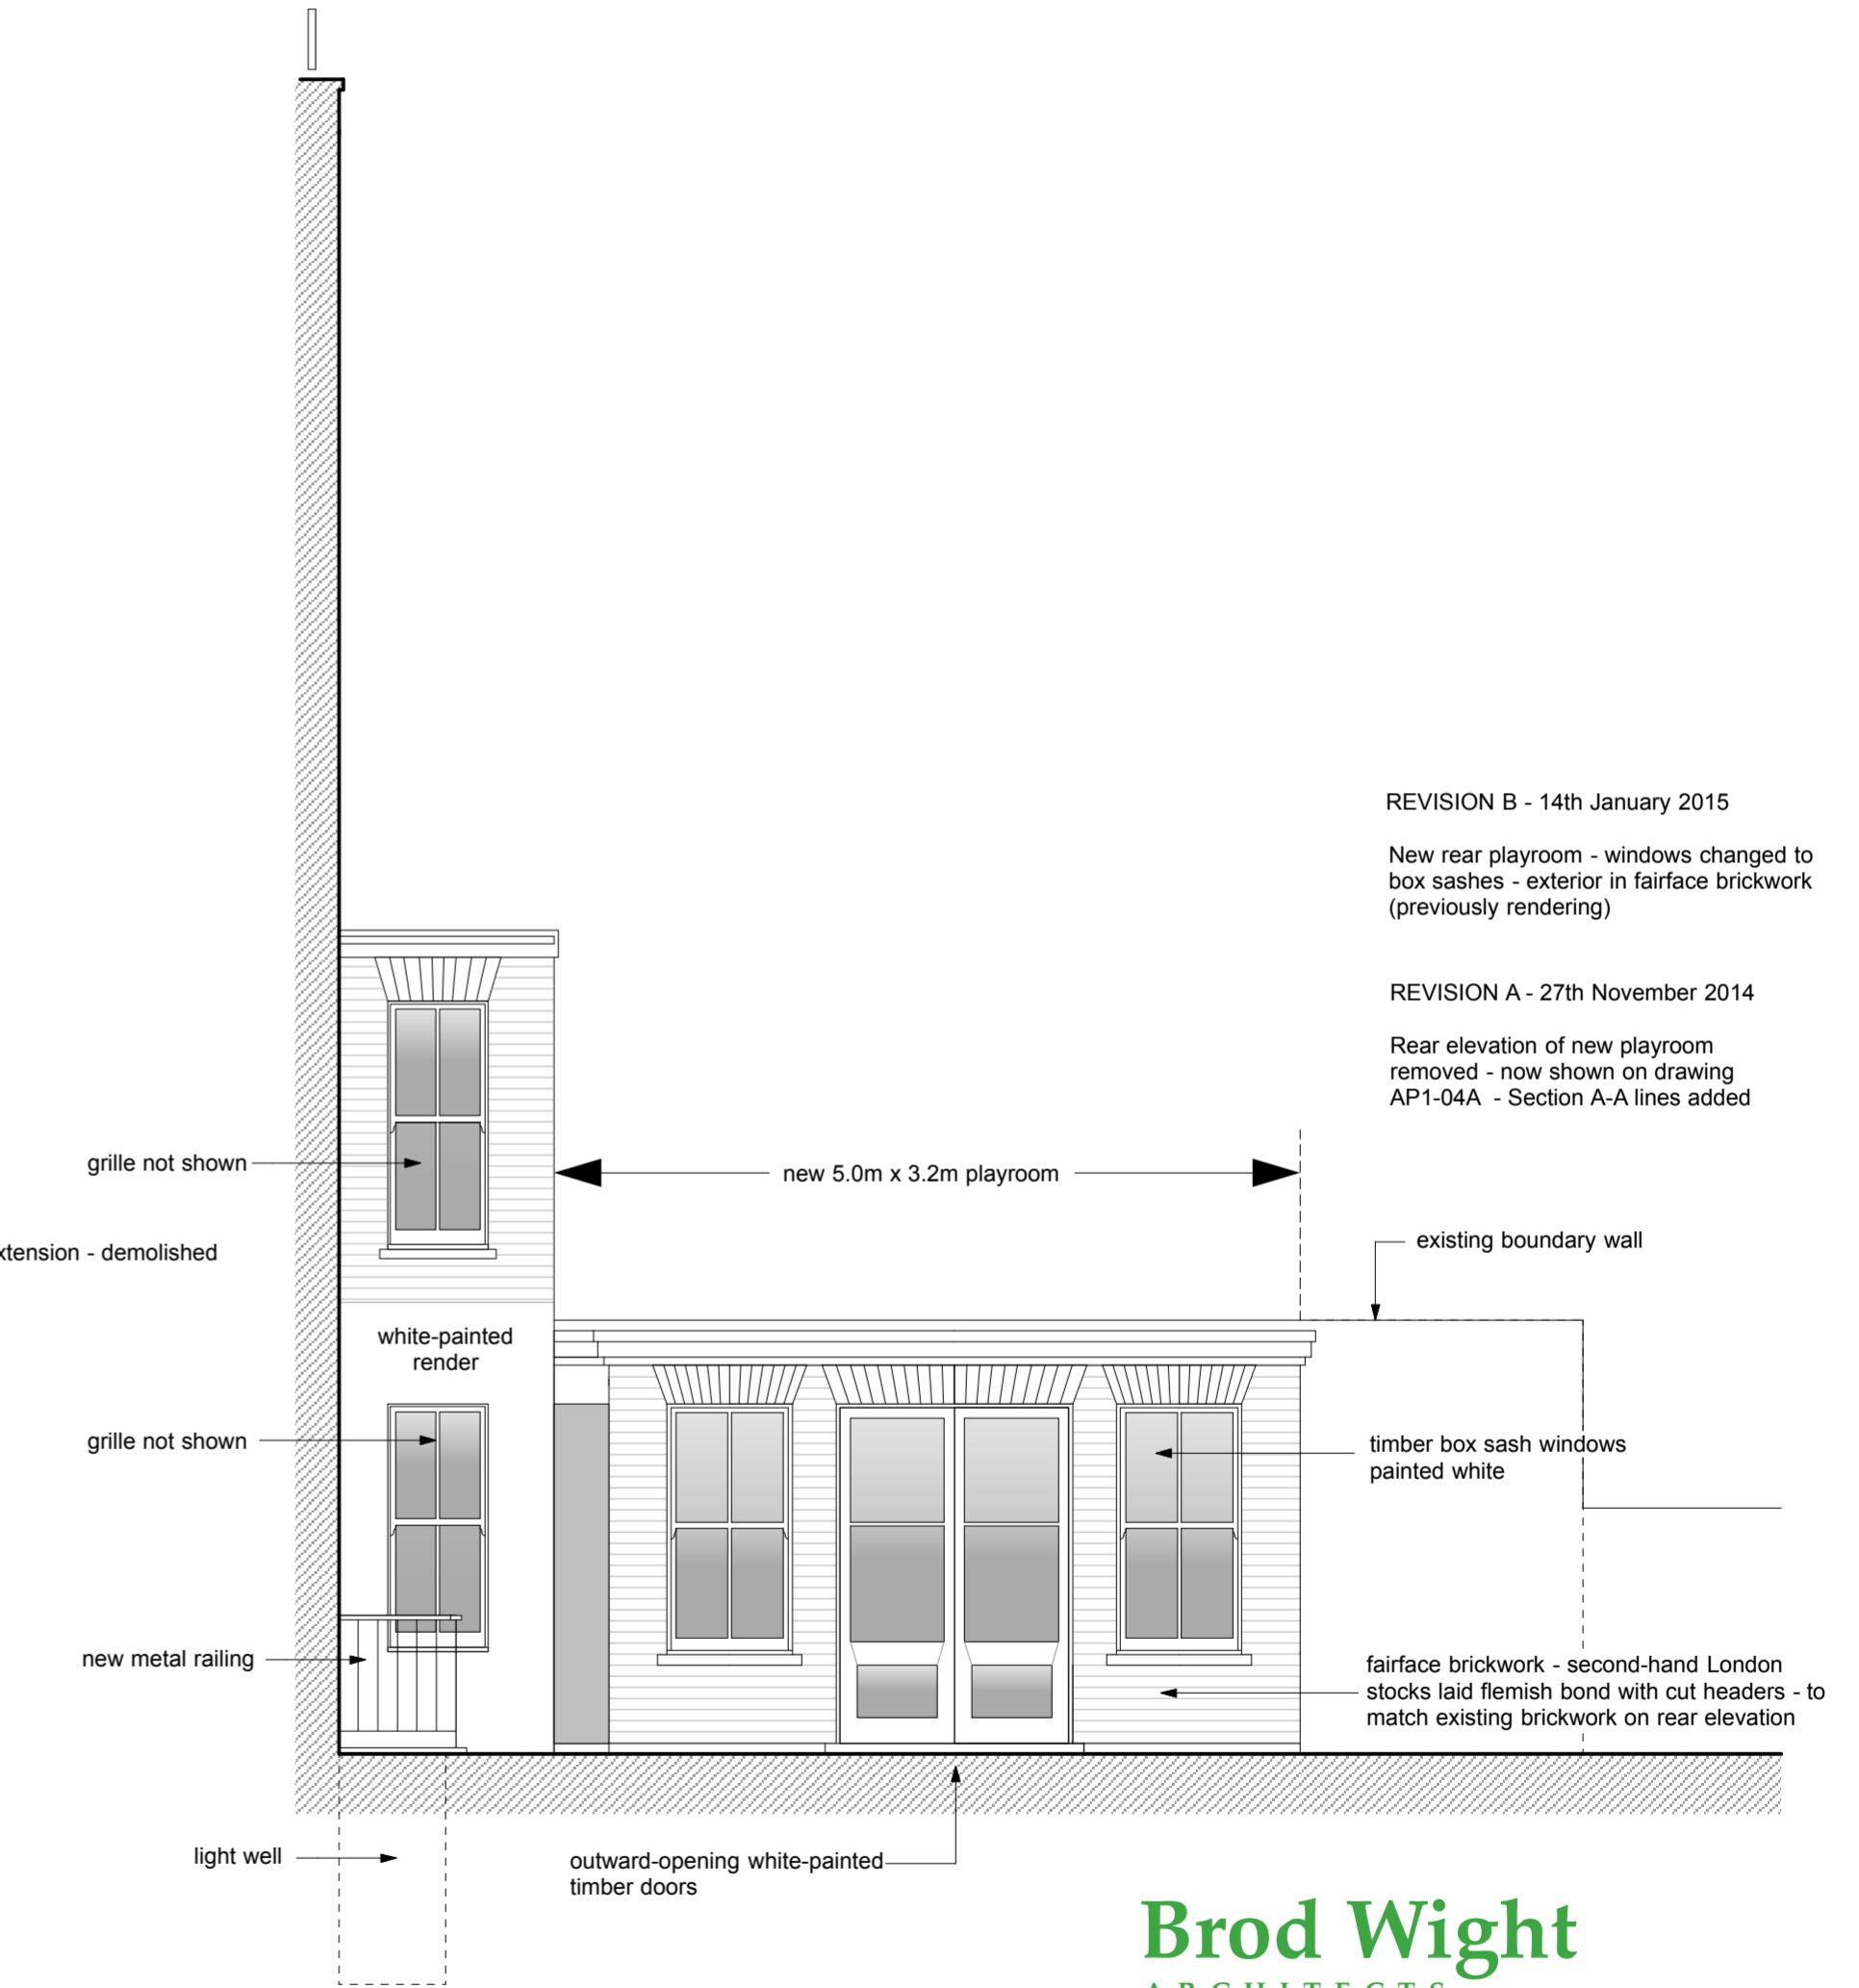 REVISION B - 14th January 2015
New rear playroom - windows changed to
box sashes - exterior in fairface brickwork
(previously rendering)
REVISION A - 27th November 2014
Rear elevation of new playroom
removed - now shown on drawing
AP1-04A - Section A-A lines added
grille not shown
new 5.0m x 3.2m playroom
existing boundary wall
xtension - demolished
white-painted
render
grille not shown
timber box sash windows
painted white
new metal railing
fairface brickwork - second-hand London
stocks laid flemish bond with cut headers - to
match existing brickwork on rear elevation
light well
outward-opening white-painted
timber doors
Brod Wight
ARCHITECTS